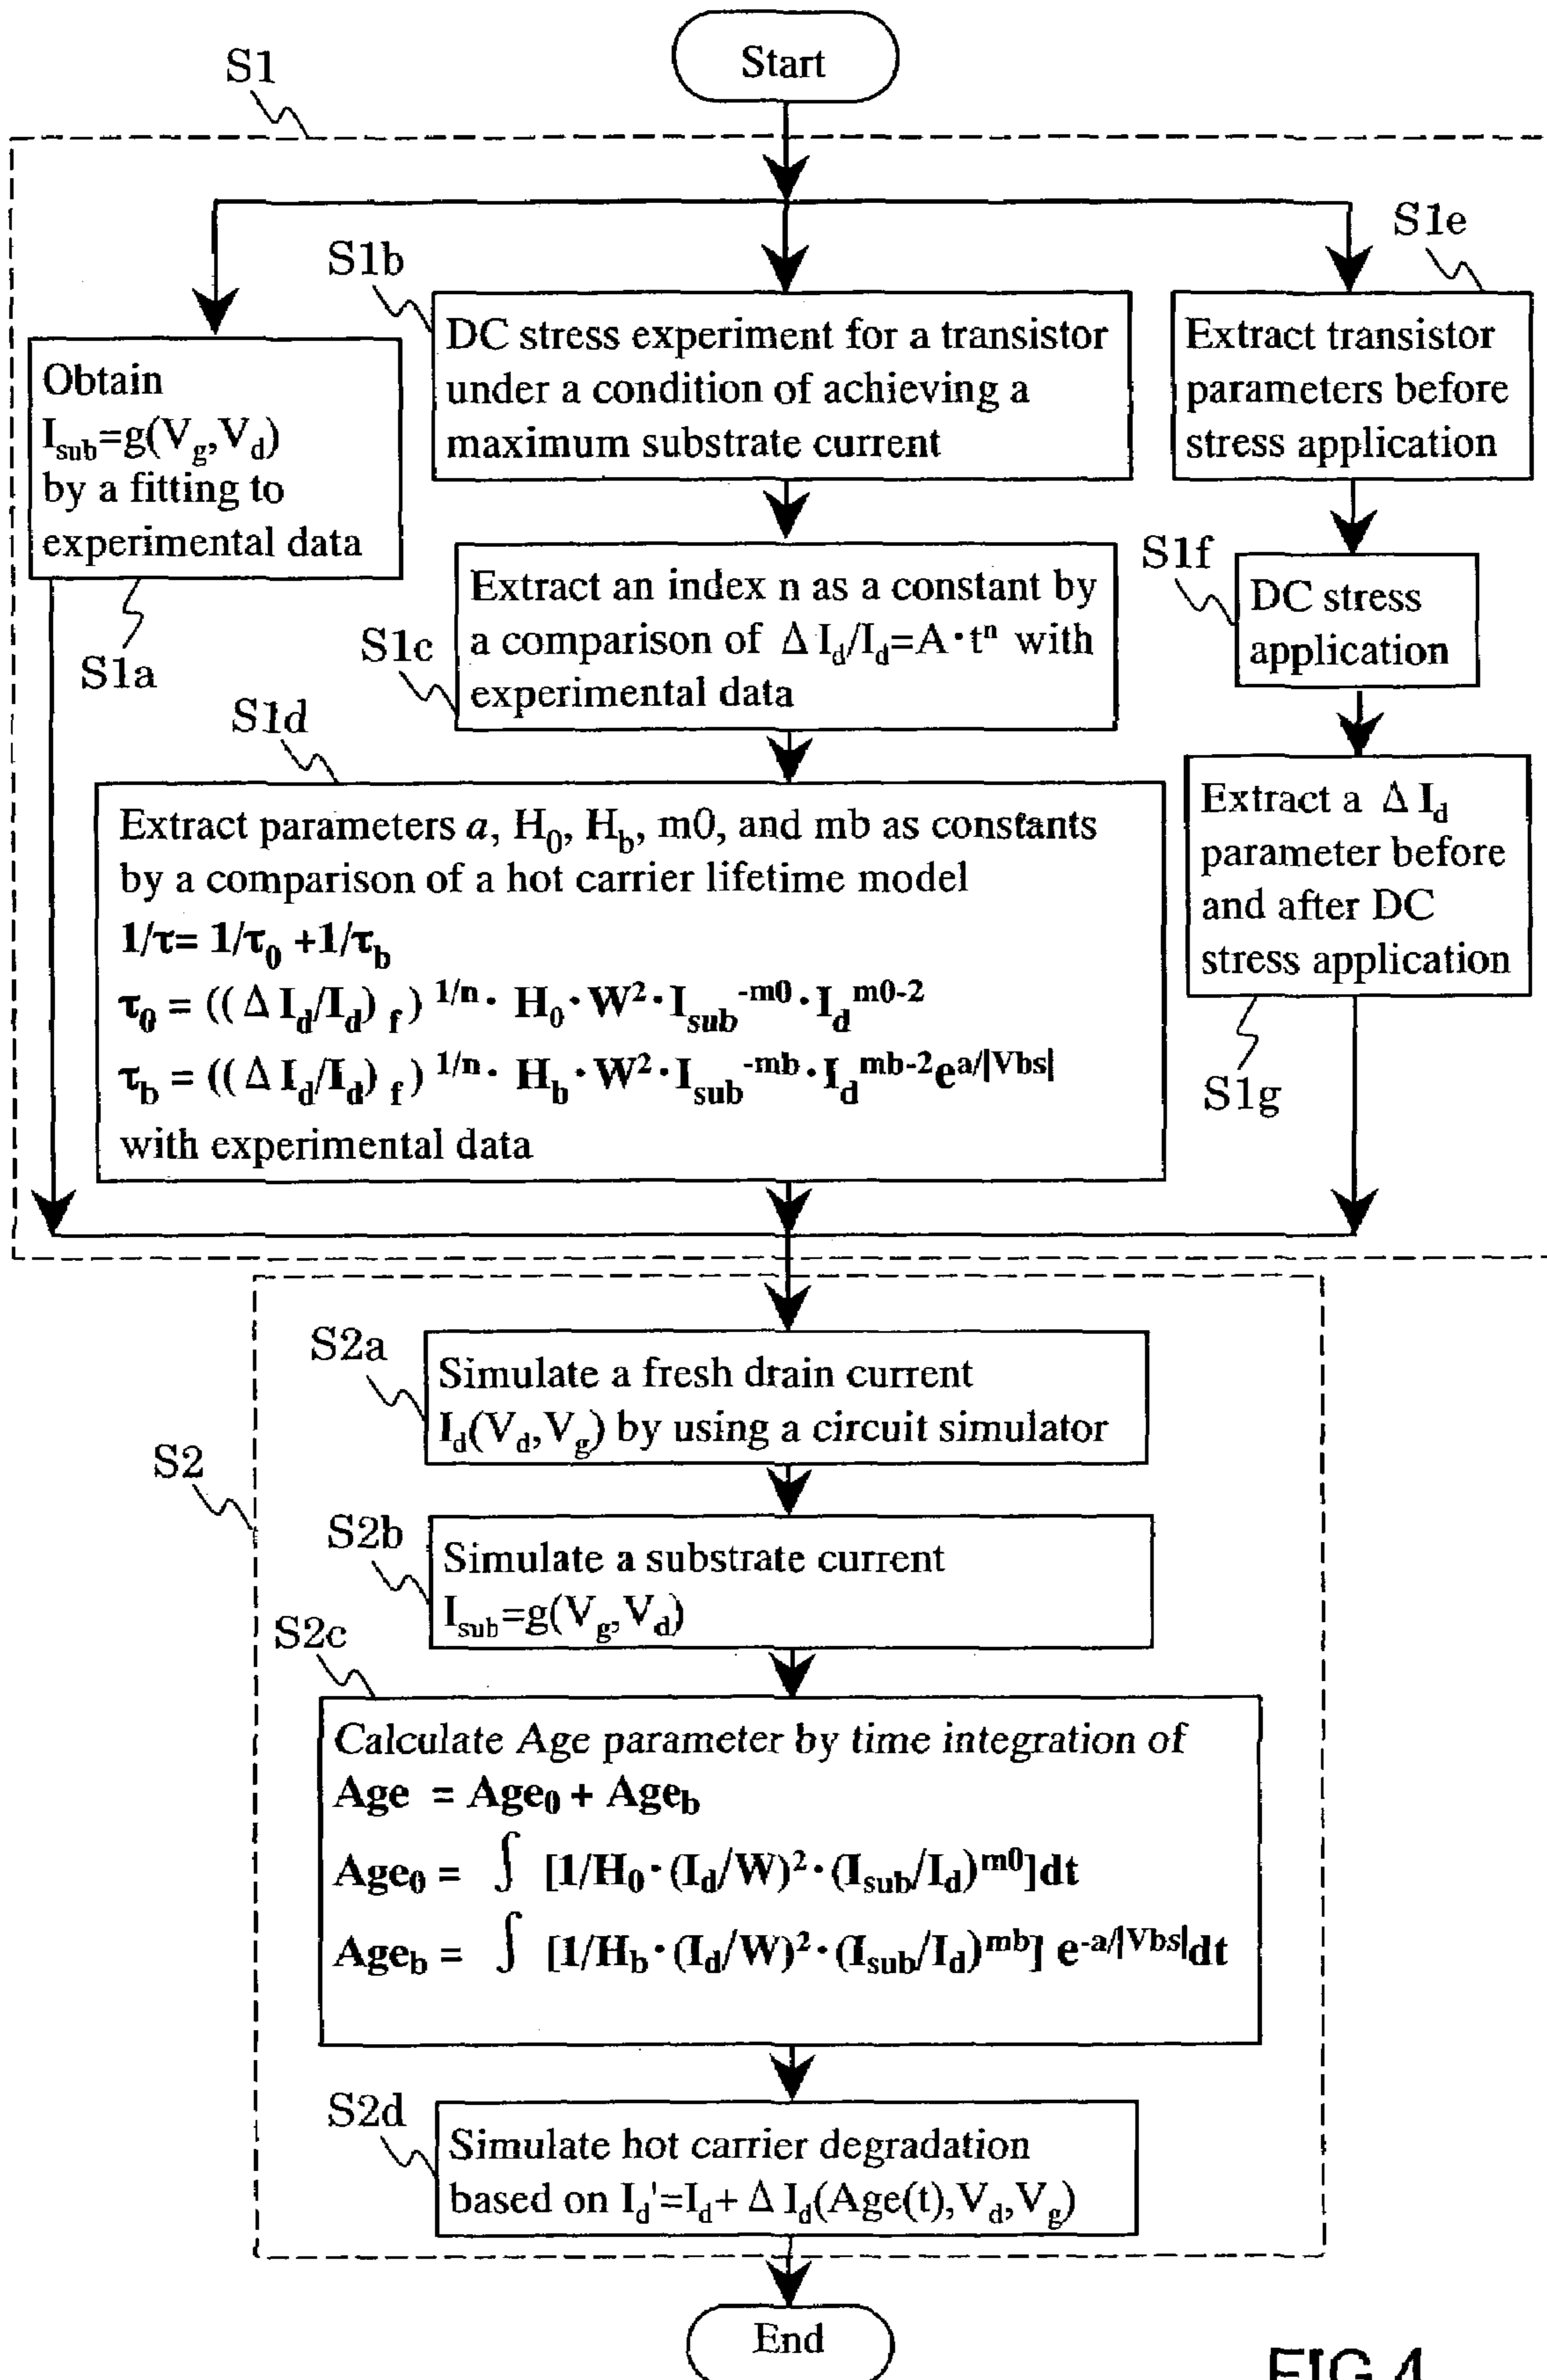 Start
S1
S1e
S1b
DC stress experiment for a transistor
under a condition of achieving a
maximum substrate current
Extract transistor
parameters before
stress application
Obtain
I_sub=g(V_g,V_d)
by a fitting to
experimental data
S1a
S1f
DC stress
application
S1c
Extract an index n as a constant by
a comparison of Δ I_d/I_d=A·t^n with
experimental data
S1d
Extract parameters a, H_0, H_b, m0, and mb as constants
by a comparison of a hot carrier lifetime model
1/τ= 1/τ_0 +1/τ_b
τ_0 = ((Δ I_d/I_d)_f)^1/n · H_0·W^2·I_sub^-m0·I_d^m0-2
τ_b = ((Δ I_d/I_d)_f)^1/n · H_b·W^2·I_sub^-mb·I_d^mb-2 e^a/|Vbs|
with experimental data
Extract a Δ I_d
parameter before
and after DC
stress application
S1g
S2
S2a
Simulate a fresh drain current
I_d(V_d,V_g) by using a circuit simulator
S2b
Simulate a substrate current
I_sub=g(V_g,V_d)
S2c
Calculate Age parameter by time integration of
Age = Age_0 + Age_b
Age_0 = ∫ [1/H_0·(I_d/W)^2·(I_sub/I_d)^m0]dt
Age_b = ∫ [1/H_b·(I_d/W)^2·(I_sub/I_d)^mb] e^-a/|Vbs| dt
S2d
Simulate hot carrier degradation
based on I_d'=I_d+ Δ I_d(Age(t),V_d,V_g)
End
FIG.4